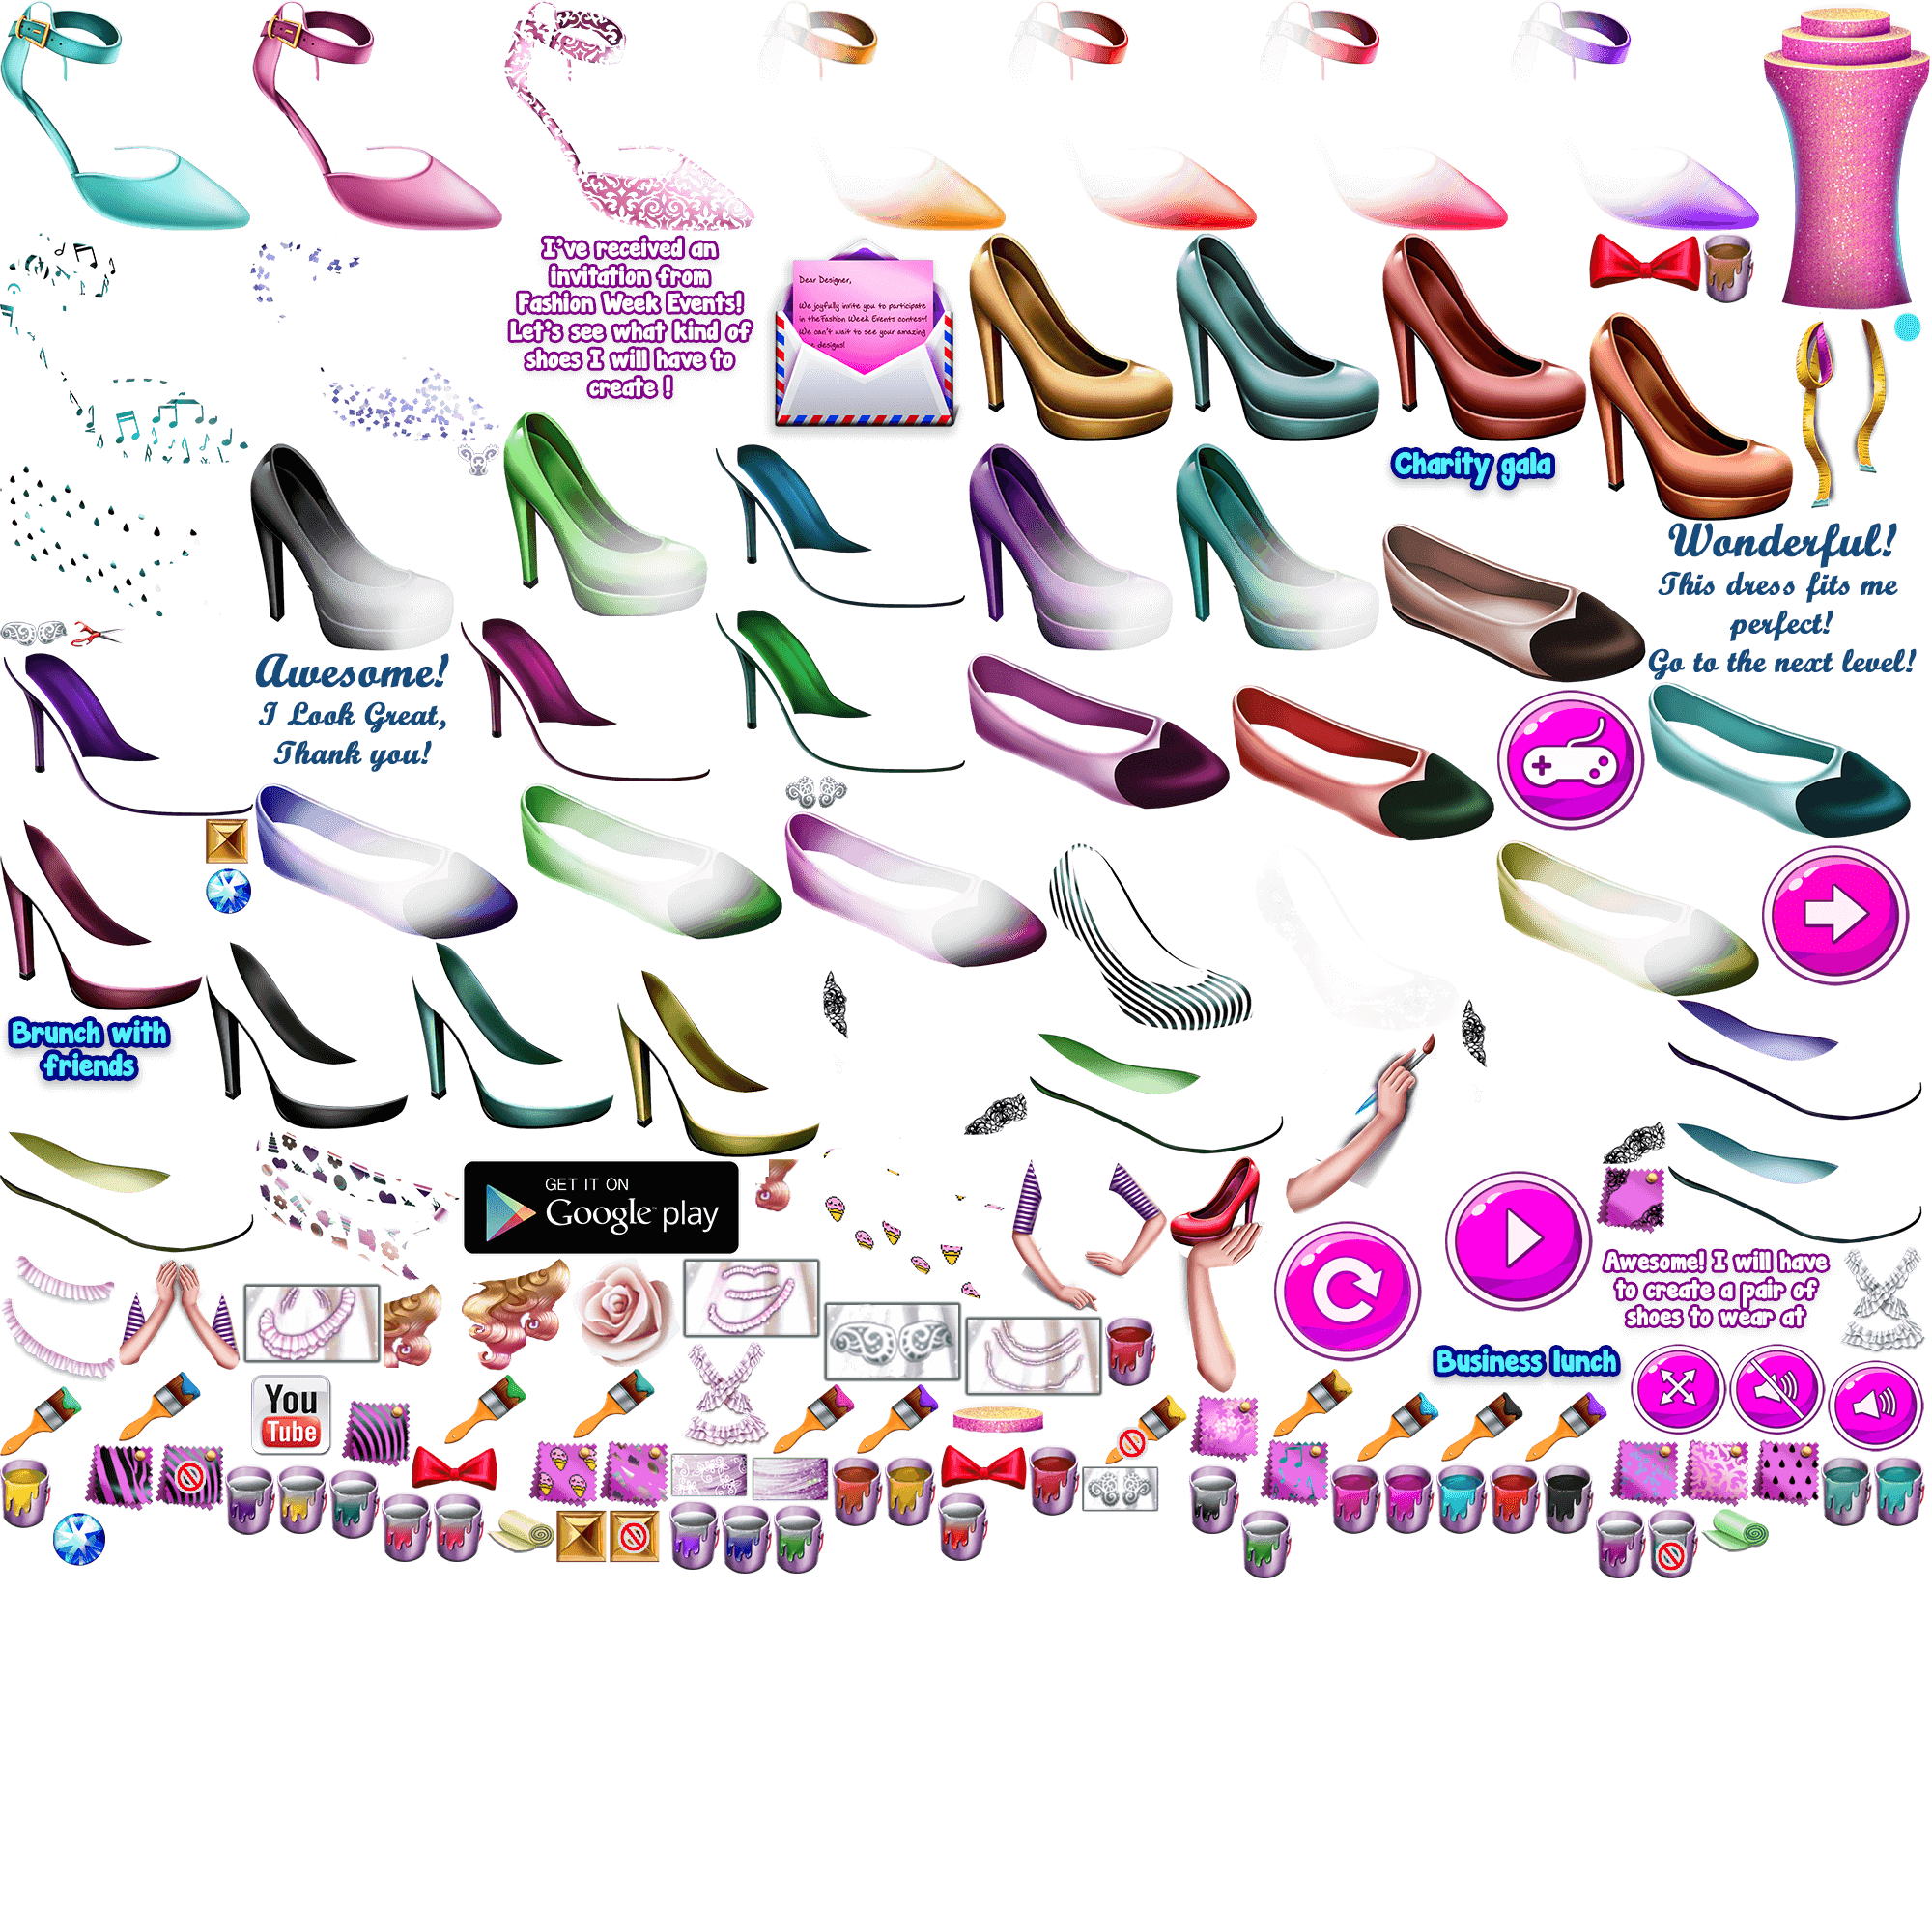 I've received an
invitation from
Fashion Week Events!
Let's see what kind of
shoes I will have to
create !
Dear Designer,
We joyfully invite you to participate
in the Fashion Week Events contest!
We can't wait to see your amazing
designs!
Charity gala
Wonderful!
This dress fits me
perfect!
Go to the next level!
Awesome!
I Look Great,
Thank you!
Brunch with
friends
GET IT ON
Google play
Awesome! I will have
to create a pair of
shoes to wear at
Business lunch
You
Tube